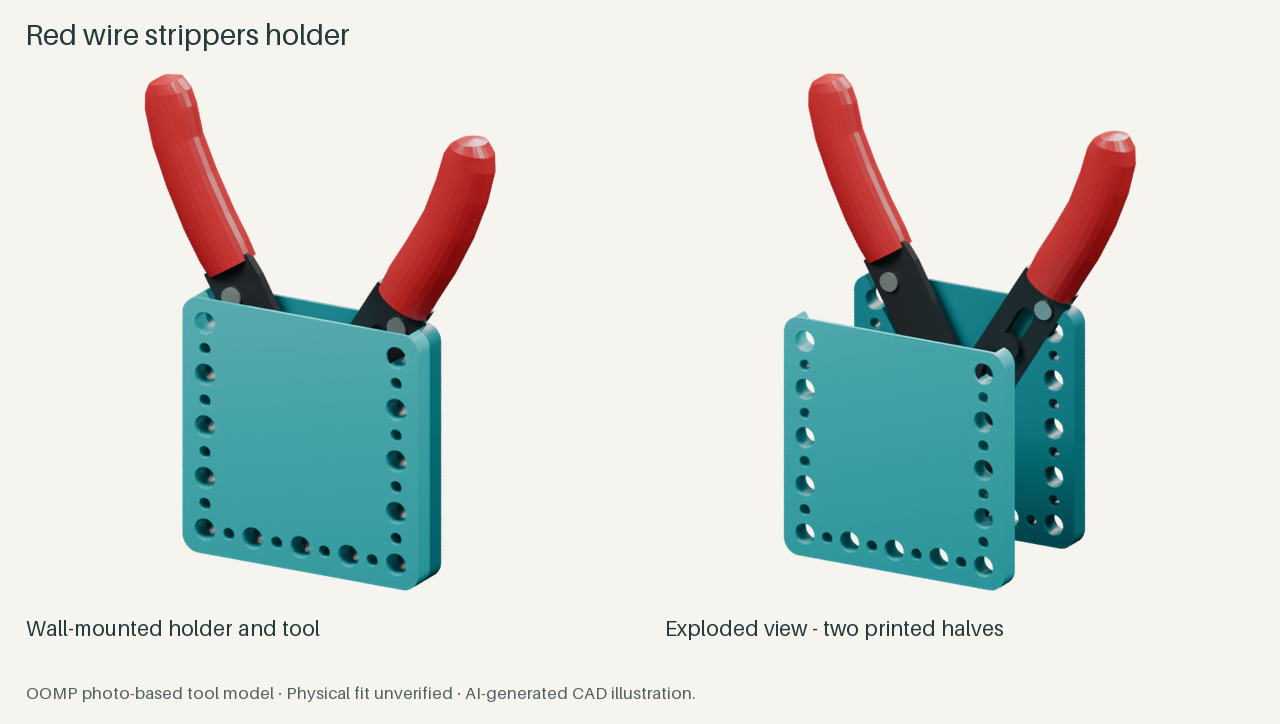 Red wire strippers holder
Wall-mounted holder and tool
Exploded view - two printed halves
OOMP photo-based tool model · Physical fit unverified · AI-generated CAD illustration.